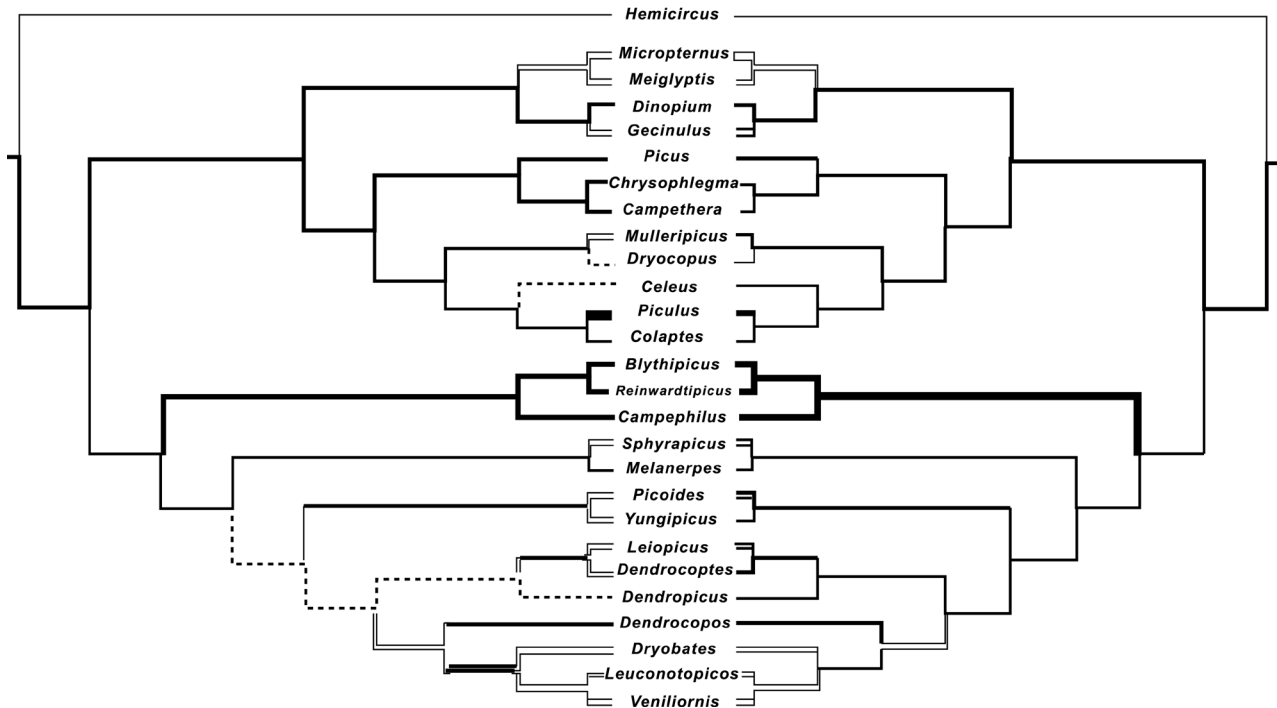 Hemicircus
Micropternus
Meiglyptis
Dinopium
Gecinulus
Picus
Chrysophlegma
Campethera
Mulleripicus
Dryocopus
Celeus
Piculus
Colaptes
Blythipicus
Reinwardtipicus
Campephilus
Sphyrapicus
Melanerpes
Picoides
Yungipicus
Leiopicus
Dendrocoptes
Dendropicus
Dendrocopos
Dryobates
Leuconotopicos
Veniliornis